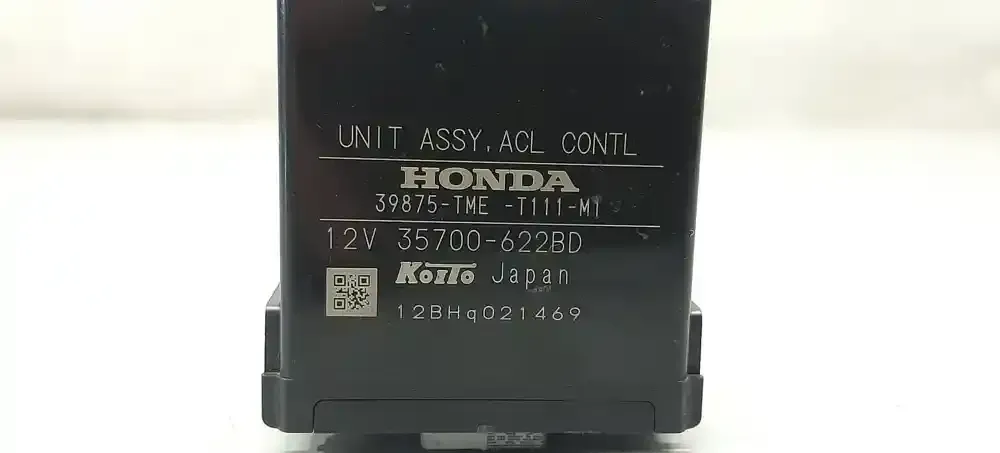 UNIT ASSY, ACL CONTL
HONDA
39875-TME -T111-M1
12V 35700-622BD
KoiTo Japan
12BHq021469